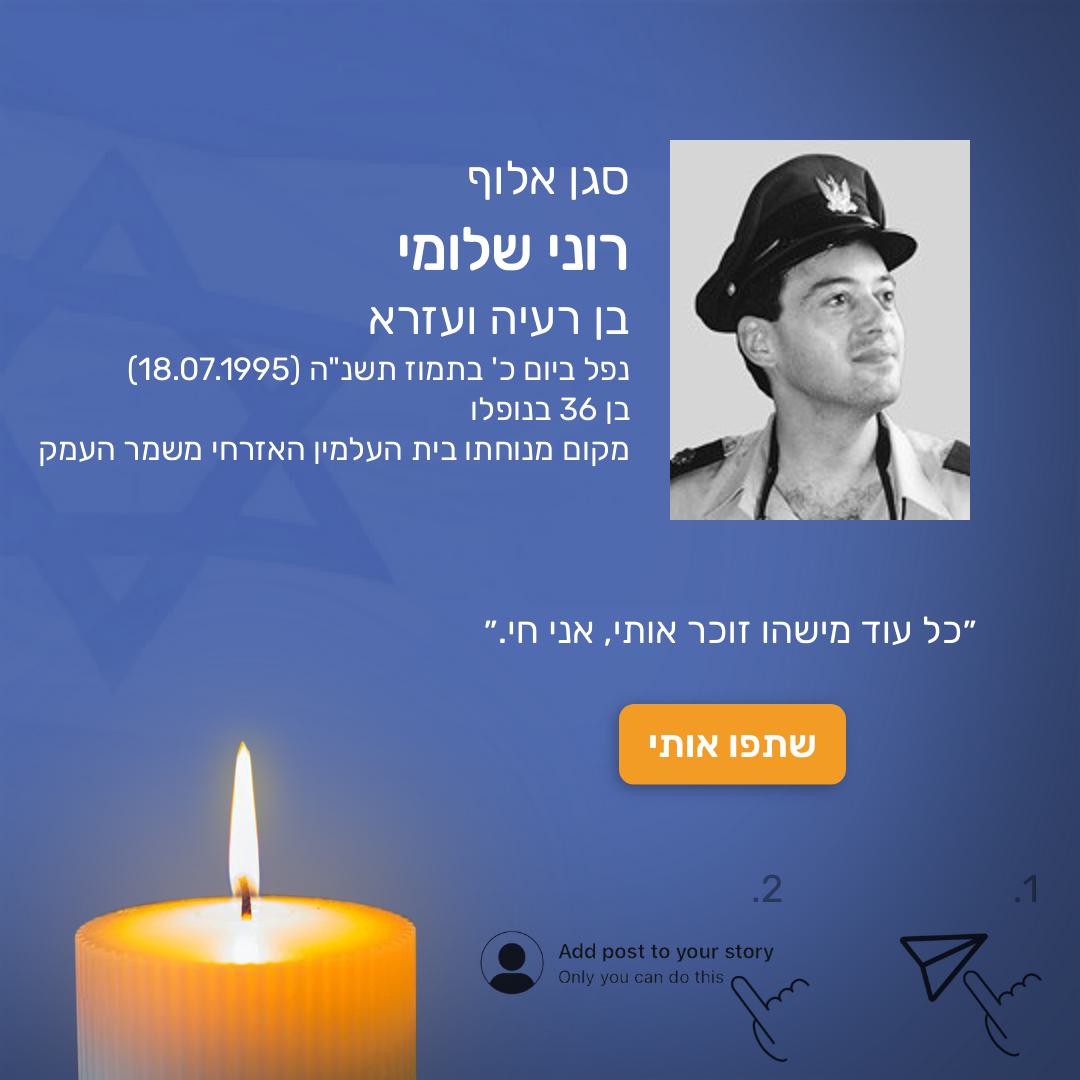 סגן אלוף
רוני שלומי
בן רעיה ועזרא
נפל ביום כ' בתמוז תשנ"ה (18.07.1995)
בן 36 בנופלו
מקום מנוחתו בית העלמין האזרחי משמר העמק
״כל עוד מישהו זוכר אותי, אני חי.״
שתפו אותי
1.
2.
Add post to your story
Only you can do this